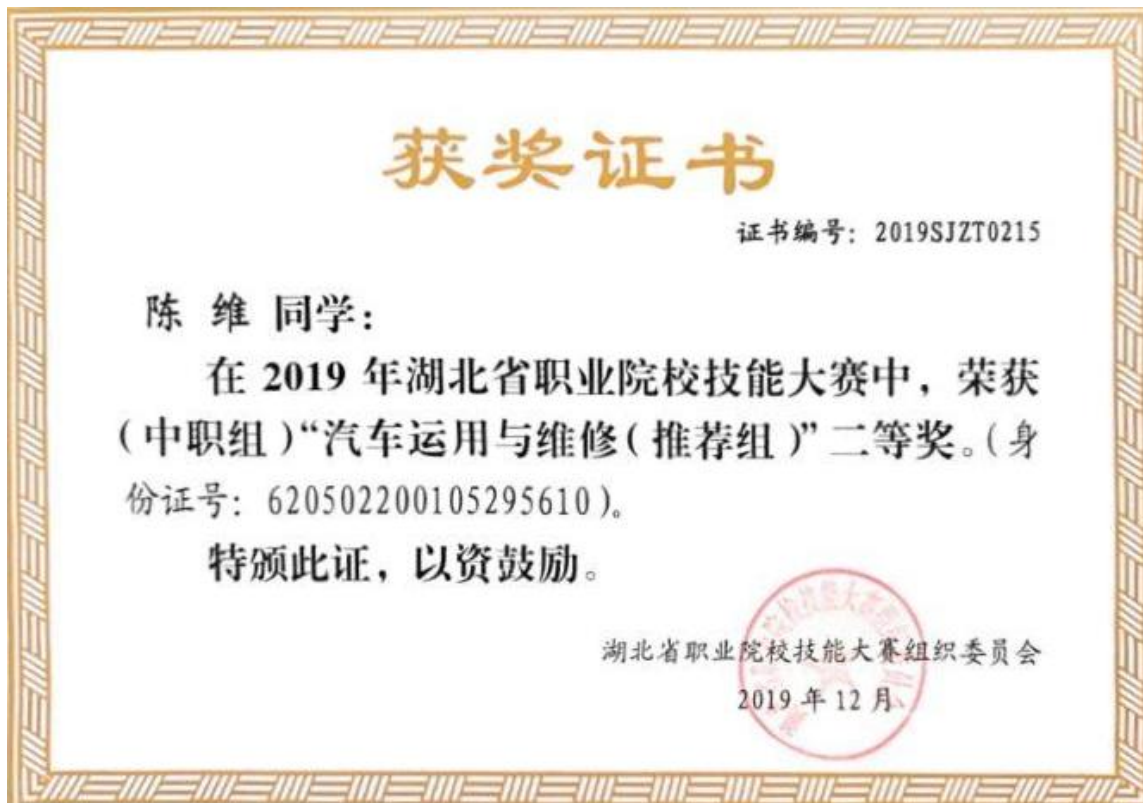 获奖证书
证书编号：2019SJZT0215
陈 维 同学：
在 2019 年湖北省职业院校技能大赛中，荣获
（中职组）“汽车运用与维修（推荐组）”二等奖。（身
份证号：620502200105295610）。
特颁此证，以资鼓励。
湖北省职业院校技能大赛组织委员会
2019 年 12 月